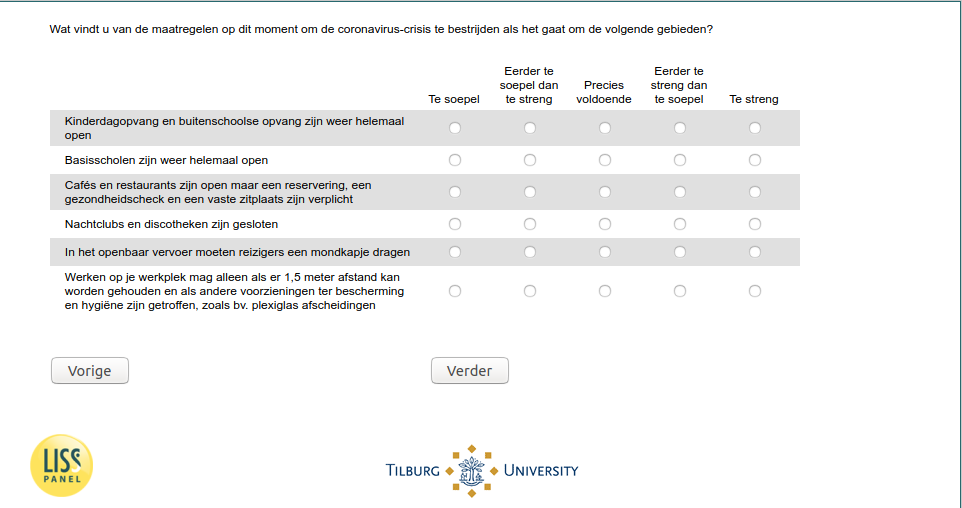 Wat vindt u van de maatregelen op dit moment om de coronavirus-crisis te bestrijden als het gaat om de volgende gebieden?
Te soepel
Eerder te
soepel dan
te streng
Precies
voldoende
Eerder te
streng dan
te soepel
Te streng
Kinderdagopvang en buitenschoolse opvang zijn weer helemaal
open
Basisscholen zijn weer helemaal open
Cafés en restaurants zijn open maar een reservering, een
gezondheidscheck en een vaste zitplaats zijn verplicht
Nachtclubs en discotheken zijn gesloten
In het openbaar vervoer moeten reizigers een mondkapje dragen
Werken op je werkplek mag alleen als er 1,5 meter afstand kan
worden gehouden en als andere voorzieningen ter bescherming
en hygiëne zijn getroffen, zoals bv. plexiglas afscheidingen
Vorige
Verder
LISS
PANEL
TILBURG UNIVERSITY